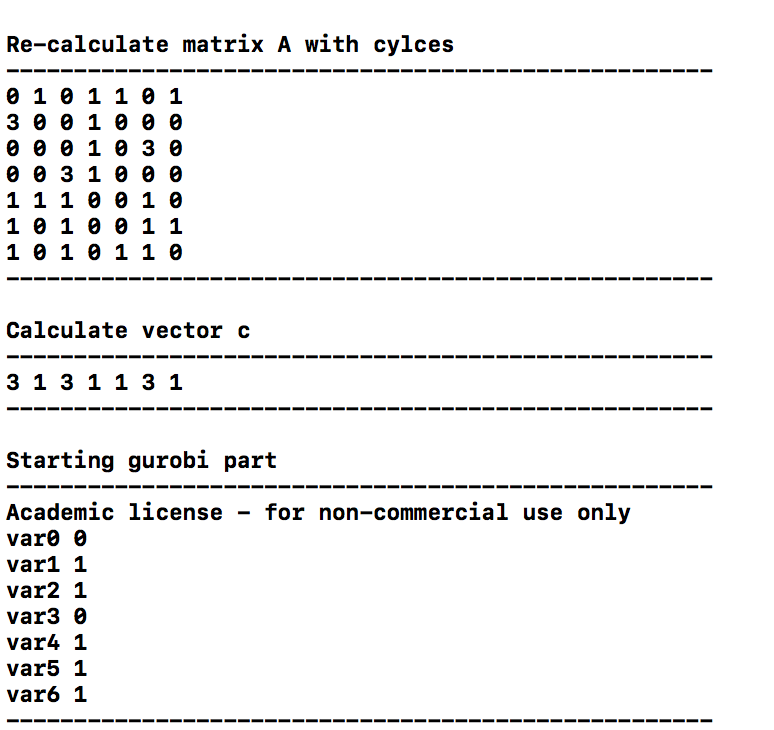 Re-calculate matrix A with cylces
-----------------------------------------------------
0 1 0 1 1 0 1
3 0 0 1 0 0 0
0 0 0 1 0 3 0
0 0 3 1 0 0 0
1 1 1 0 0 1 0
1 0 1 0 0 1 1
1 0 1 0 1 1 0
-----------------------------------------------------
Calculate vector c
-----------------------------------------------------
3 1 3 1 1 3 1
-----------------------------------------------------
Starting gurobi part
-----------------------------------------------------
Academic license - for non-commercial use only
var0 0
var1 1
var2 1
var3 0
var4 1
var5 1
var6 1
-----------------------------------------------------